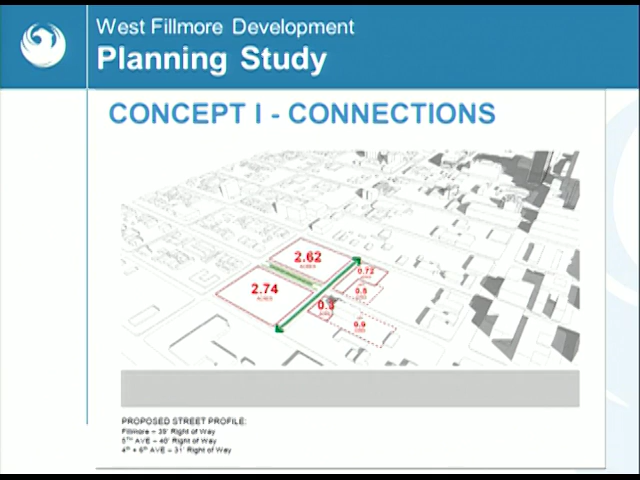 West Fillmore Development
Planning Study
CONCEPT I - CONNECTIONS
2.62
ACRES
0.72
2.74
ACRES
0.5
0.9
PROPOSED STREET PROFILE:
Fillmore – 39' Right of Way
5TH AVE – 40' Right of Way
4th + 6th AVE – 31' Right of Way